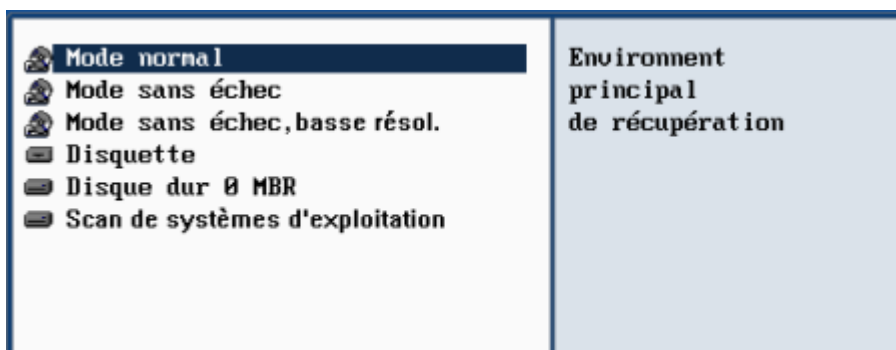 Mode normal
Mode sans échec
Mode sans échec,basse résol.
Disquette
Disque dur 0 MBR
Scan de systèmes d'exploitation
Environnent
principal
de récupération